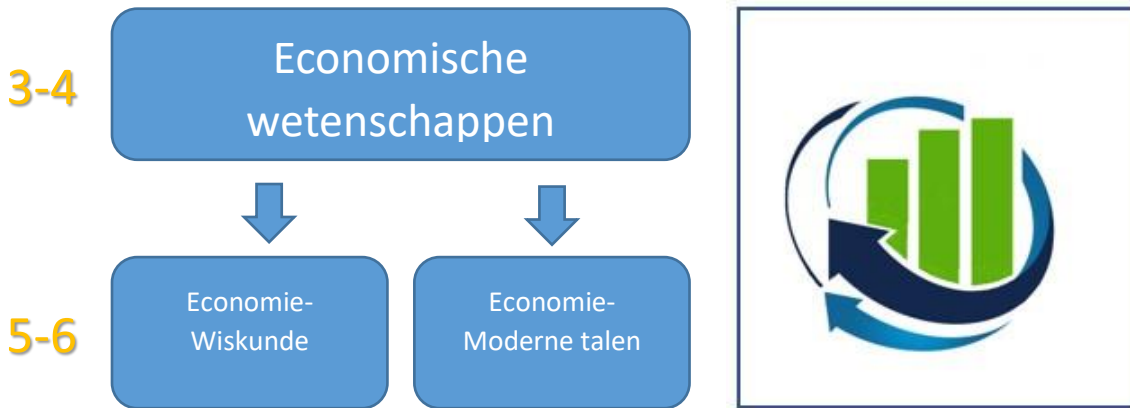 3-4
Economische
wetenschappen
5-6
Economie-
Wiskunde
Economie-
Moderne talen